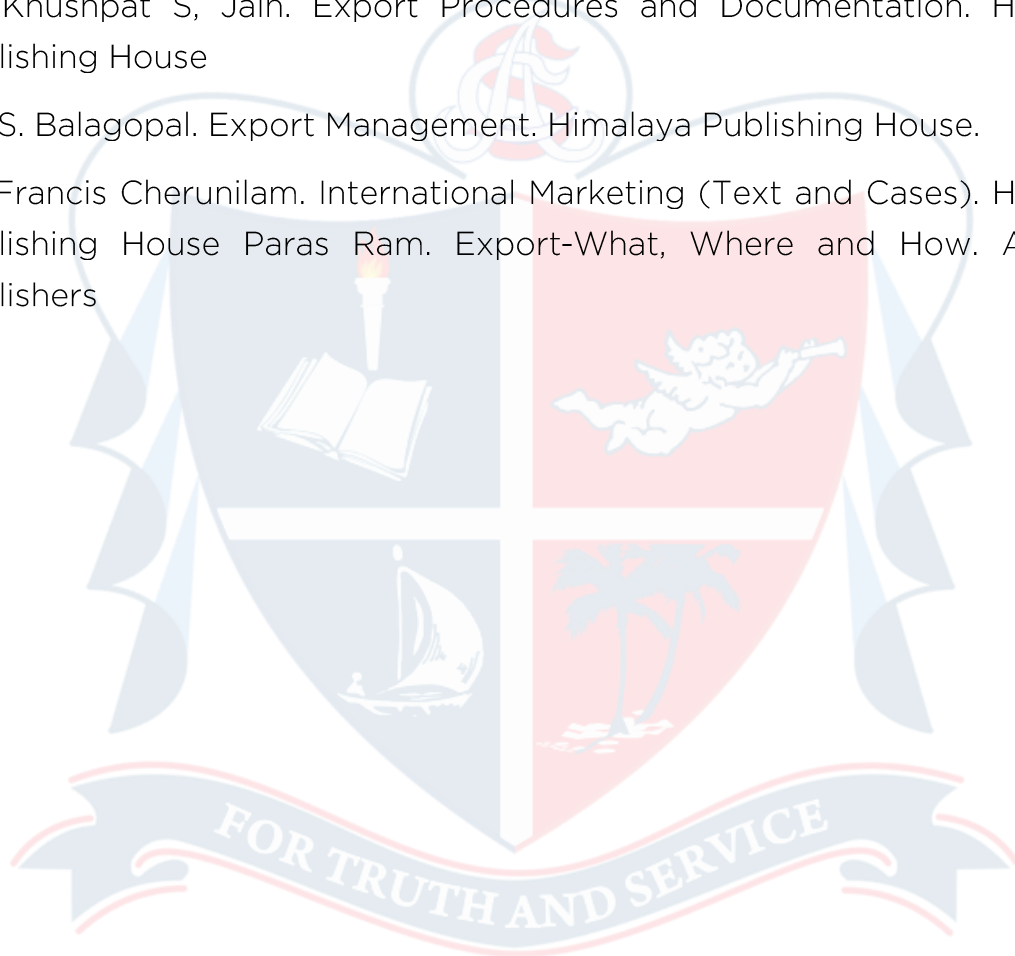 Khushpat S, Jain. Export Procedures and Documentation. H
lishing House
S. Balagopal. Export Management. Himalaya Publishing House.
Francis Cherunilam. International Marketing (Text and Cases). H
lishing House Paras Ram. Export-What, Where and How. A
lishers
FOR TRUTH AND SERVICE